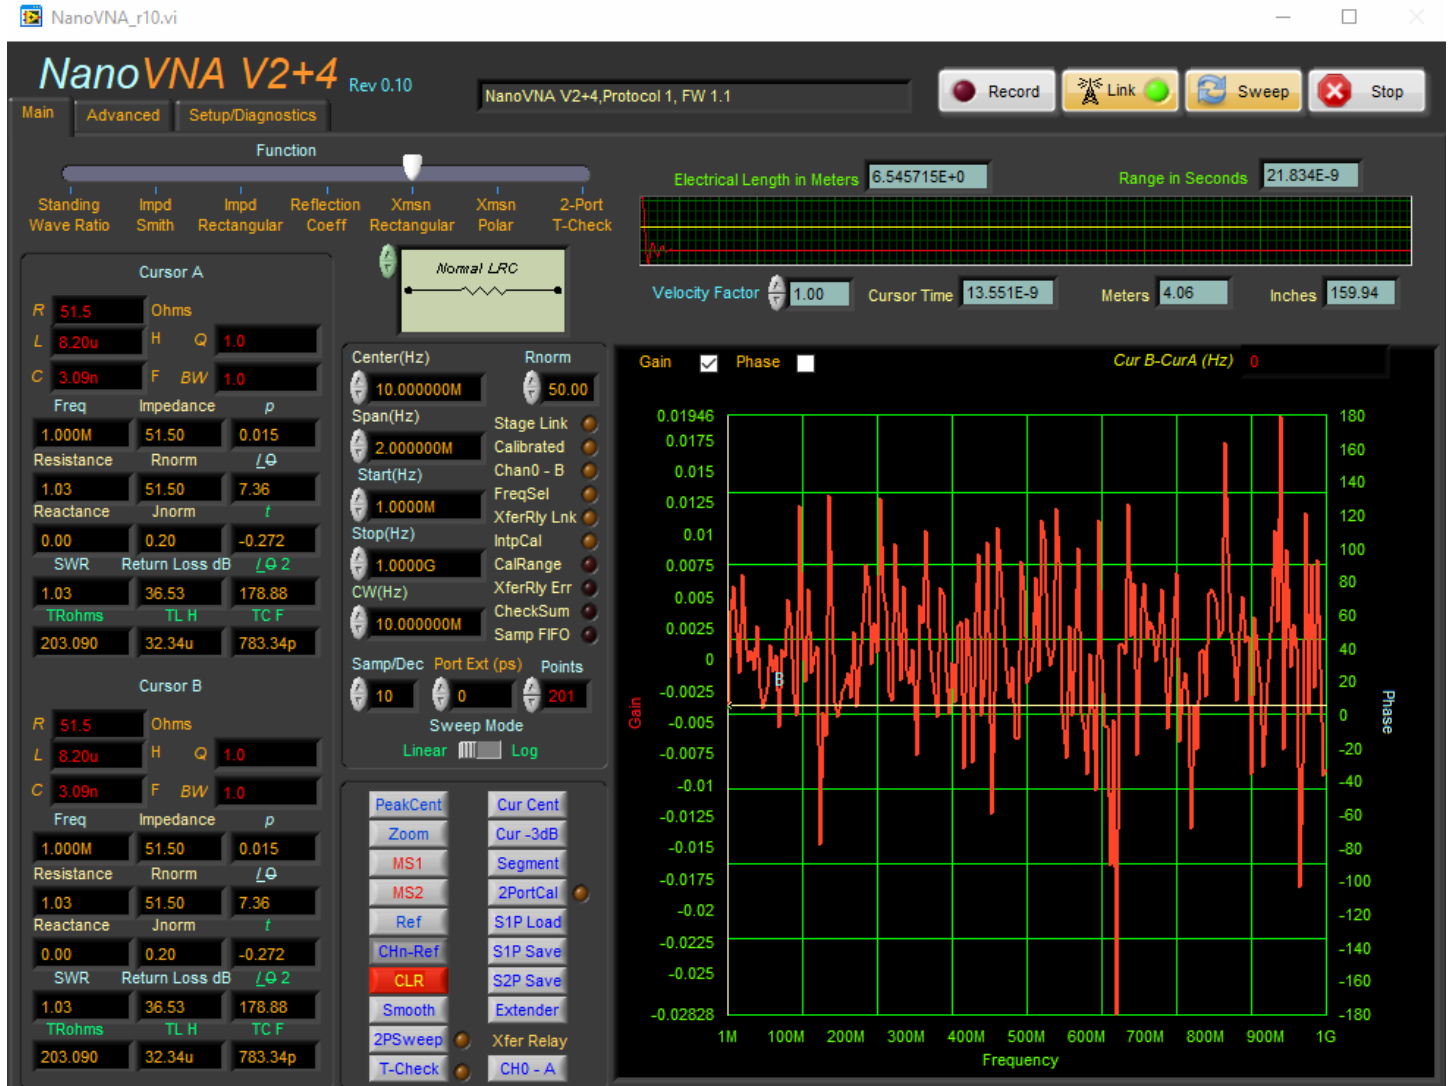 NanoVNA_r10.vi
NanoVNA V2+4 Rev 0.10
NanoVNA V2+4,Protocol 1, FW 1.1
Record Link Sweep Stop
Main Advanced Setup/Diagnostics
Function
Standing Wave Ratio
Impd Smith
Impd Rectangular
Reflection Coeff
Xmsn Rectangular
Xmsn Polar
2-Port T-Check
Electrical Length in Meters 6.545715E+0 Range in Seconds 21.834E-9
Velocity Factor 1.00 Cursor Time 13.551E-9 Meters 4.06 Inches 159.94
Normal LRC
Cursor A
R 51.5 Ohms
L 8.20u H Q 1.0
C 3.09n F BW 1.0
Freq Impedance p
1.000M 51.50 0.015
Resistance Rnorm /Θ
1.03 51.50 7.36
Reactance Jnorm t
0.00 0.20 -0.272
SWR Return Loss dB /Θ 2
1.03 36.53 178.88
TRohms TL H TC F
203.090 32.34u 783.34p
Cursor B
R 51.5 Ohms
L 8.20u H Q 1.0
C 3.09n F BW 1.0
Freq Impedance p
1.000M 51.50 0.015
Resistance Rnorm /Θ
1.03 51.50 7.36
Reactance Jnorm t
0.00 0.20 -0.272
SWR Return Loss dB /Θ 2
1.03 36.53 178.88
TRohms TL H TC F
203.090 32.34u 783.34p
Center(Hz) Rnorm
10.000000M 50.00
Span(Hz)
2.000000M
Start(Hz)
1.0000M
Stop(Hz)
1.0000G
CW(Hz)
10.000000M
Stage Link
Calibrated
Chan0 - B
FreqSel
XferRly Lnk
IntpCal
CalRange
XferRly Err
CheckSum
Samp FIFO
Samp/Dec Port Ext (ps) Points
10 0 201
Sweep Mode
Linear Log
PeakCent Cur Cent
Zoom Cur -3dB
MS1 Segment
MS2 2PortCal
Ref S1P Load
CHn-Ref S1P Save
CLR S2P Save
Smooth Extender
2PSweep Xfer Relay
T-Check CH0 - A
Gain Phase Cur B-CurA (Hz) 0
0.01946
0.0175
0.015
0.0125
0.01
0.0075
0.005
0.0025
0
-0.0025
-0.005
-0.0075
-0.01
-0.0125
-0.015
-0.0175
-0.02
-0.0225
-0.025
-0.02828
Gain
B
180
160
140
120
100
80
60
40
20
0
-20
-40
-60
-80
-100
-120
-140
-160
-180
Phase
1M 100M 200M 300M 400M 500M 600M 700M 800M 900M 1G
Frequency